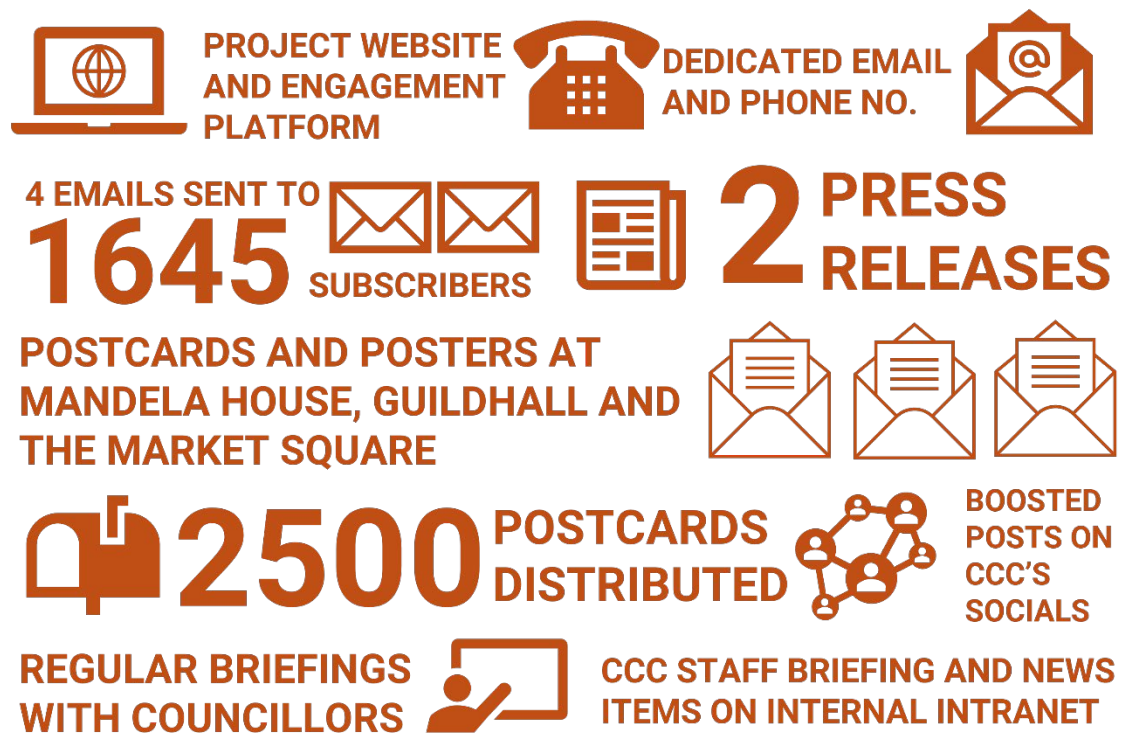 PROJECT WEBSITE
AND ENGAGEMENT
PLATFORM
DEDICATED EMAIL
AND PHONE NO.
@
4 EMAILS SENT TO
1645
SUBSCRIBERS
2 PRESS
RELEASES
POSTCARDS AND POSTERS AT
MANDELA HOUSE, GUILDHALL AND
THE MARKET SQUARE
2500 POSTCARDS
DISTRIBUTED
BOOSTED
POSTS ON
CCC'S
SOCIALS
REGULAR BRIEFINGS
WITH COUNCILLORS
CCC STAFF BRIEFING AND NEWS
ITEMS ON INTERNAL INTRANET